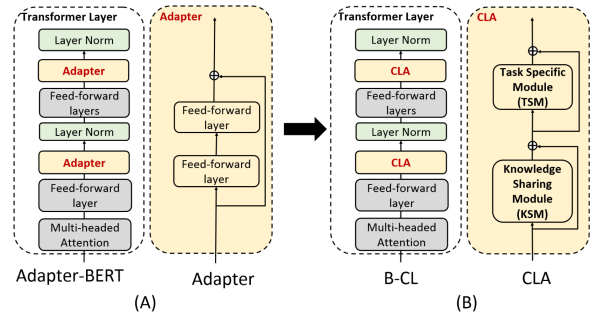 Transformer Layer
Layer Norm
Adapter
Feed-forward
layers
Layer Norm
Adapter
Feed-forward
layer
Multi-headed
Attention
Adapter-BERT
Adapter
Feed-forward
layer
Feed-forward
layer
Adapter
(A)
Transformer Layer
Layer Norm
CLA
Feed-forward
layers
Layer Norm
CLA
Feed-forward
layer
Multi-headed
Attention
B-CL
CLA
Task Specific
Module
(TSM)
Knowledge
Sharing
Module
(KSM)
CLA
(B)